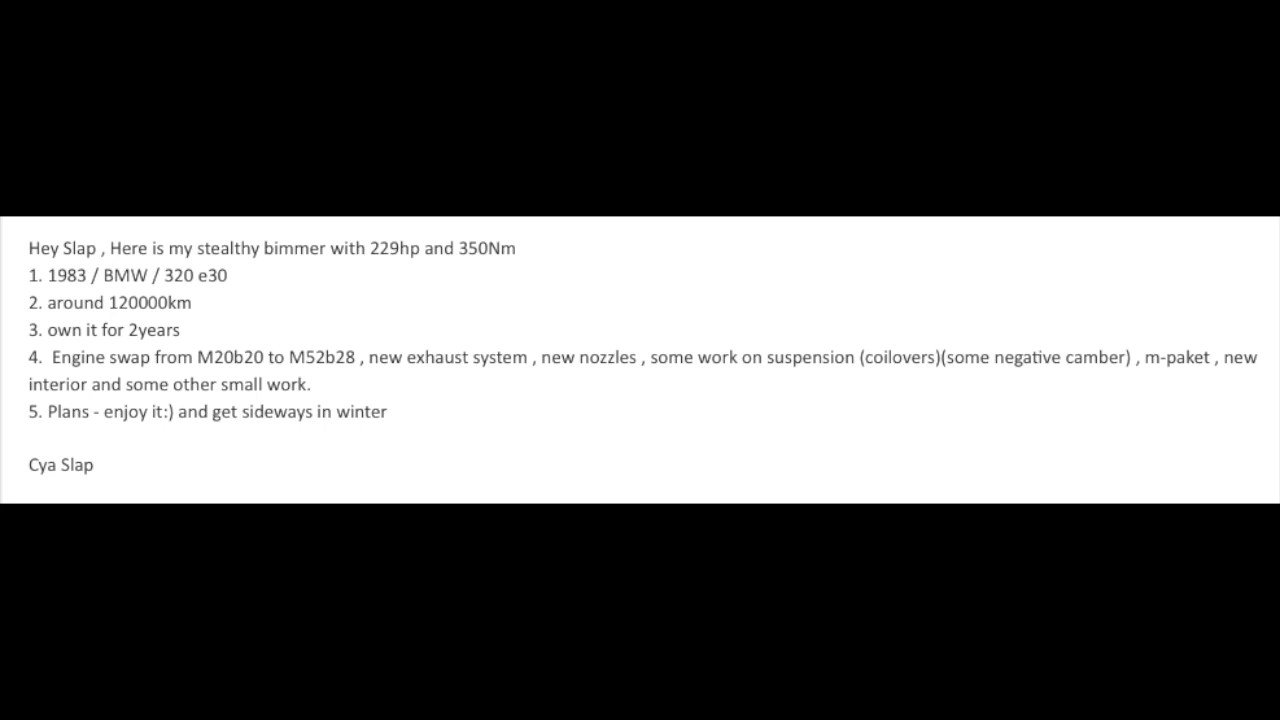 Hey Slap , Here is my stealthy bimmer with 229hp and 350Nm
1. 1983 / BMW / 320 e30
2. around 120000km
3. own it for 2years
4.  Engine swap from M20b20 to M52b28 , new exhaust system , new nozzles , some work on suspension (coilovers)(some negative camber) , m-paket , new
interior and some other small work.
5. Plans - enjoy it:) and get sideways in winter
Cya Slap